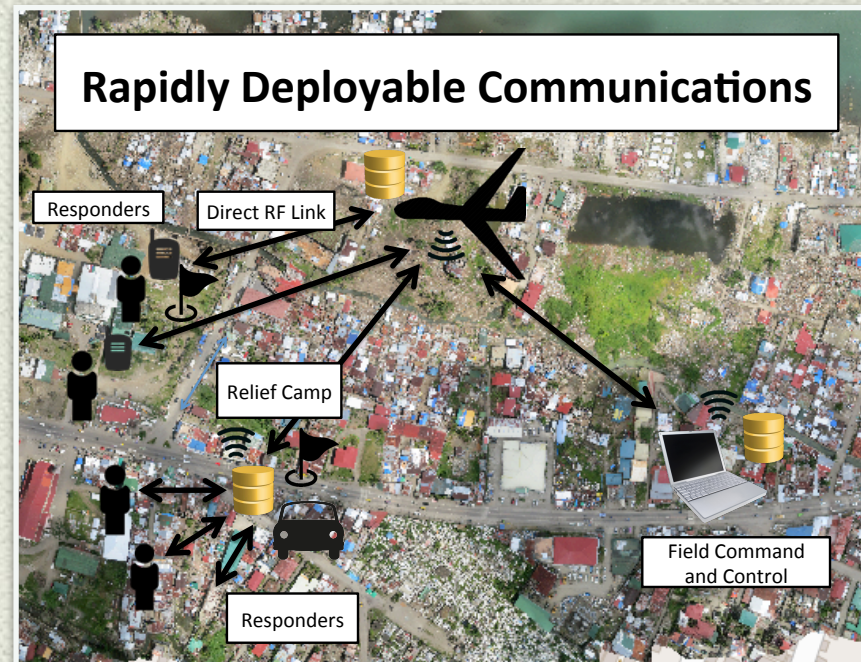 Rapidly Deployable Communications
Responders
Direct RF Link
Relief Camp
Field Command
and Control
Responders